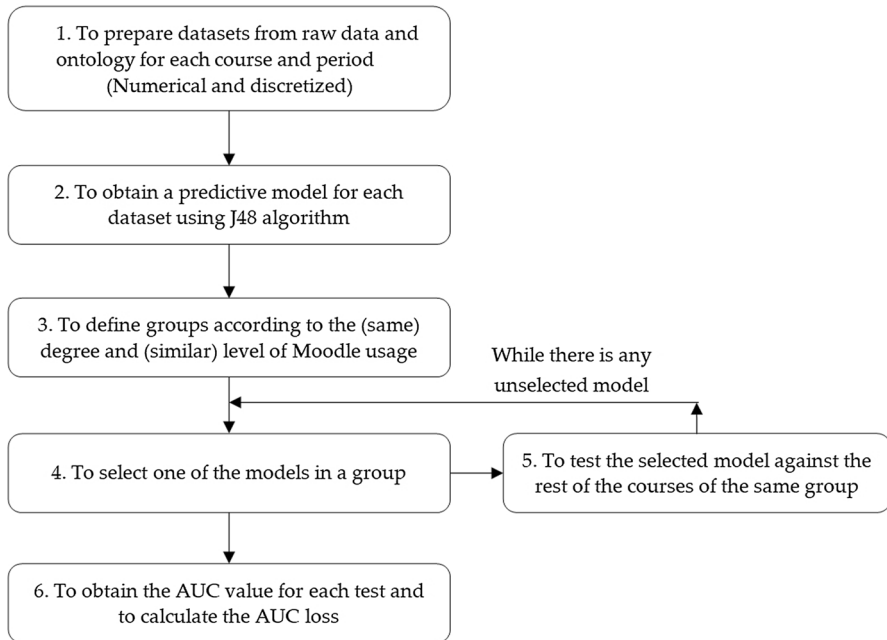 1. To prepare datasets from raw data and
ontology for each course and period
(Numerical and discretized)
2. To obtain a predictive model for each
dataset using J48 algorithm
3. To define groups according to the (same)
degree and (similar) level of Moodle usage
While there is any
unselected model
4. To select one of the models in a group
5. To test the selected model against the
rest of the courses of the same group
6. To obtain the AUC value for each test and
to calculate the AUC loss